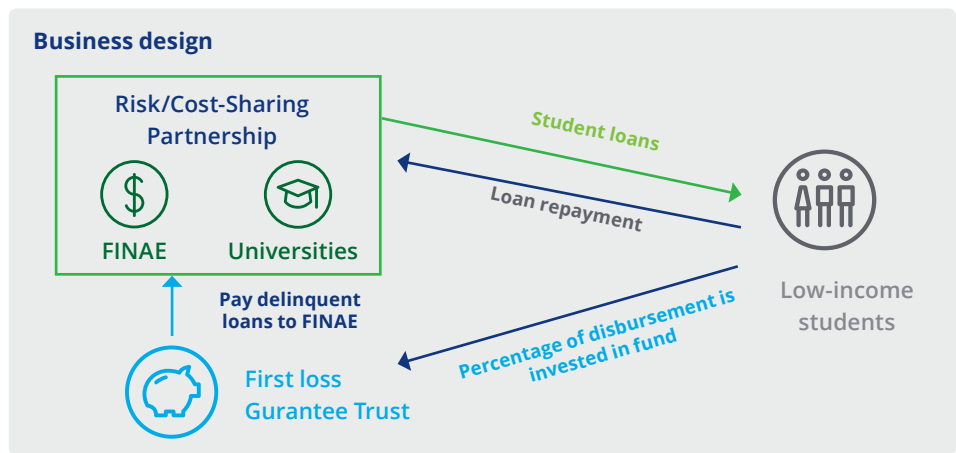 Business design
Risk/Cost-Sharing
Partnership
$
FINAE
Universities
Student loans
Loan repayment
Low-income
students
Pay delinquent
loans to FINAE
Percentage of disbursement is
invested in fund
First loss
Gurantee Trust